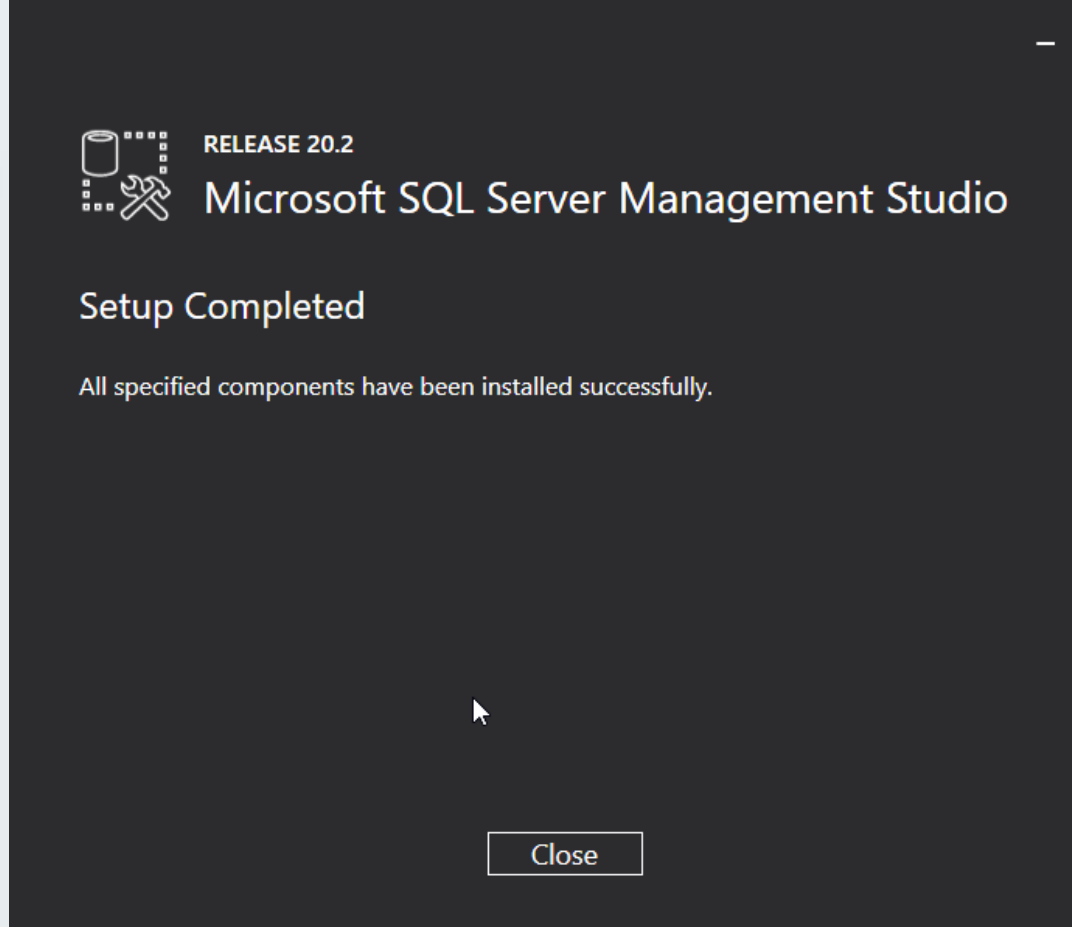 RELEASE 20.2
Microsoft SQL Server Management Studio
Setup Completed
All specified components have been installed successfully.
Close